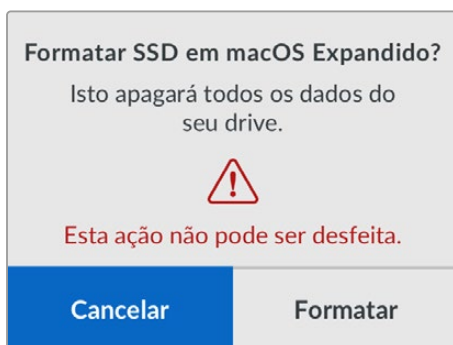 Formatar SSD em macOS Expandido?
Isto apagará todos os dados do
seu drive.
Esta ação não pode ser desfeita.
Cancelar
Formatar